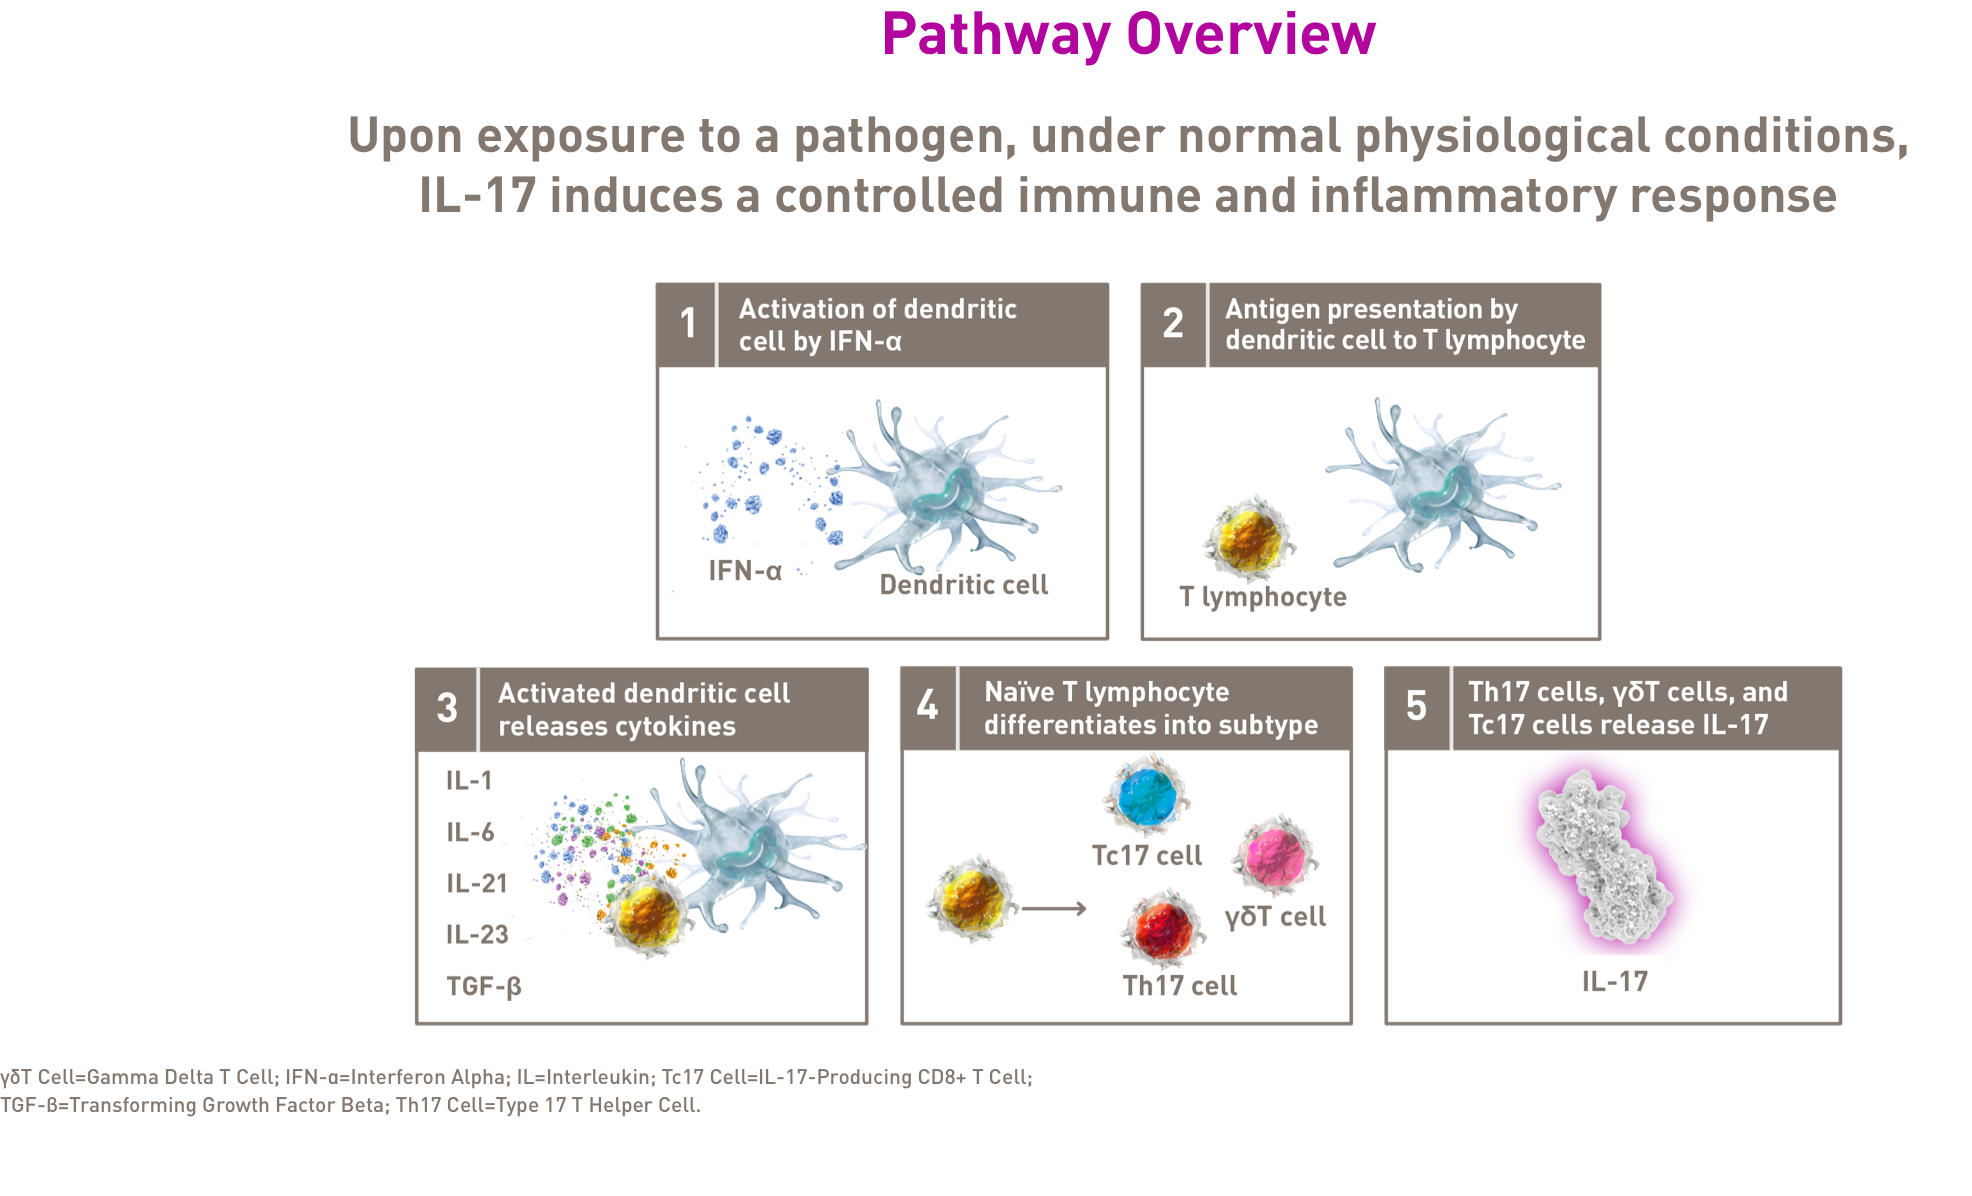 Pathway Overview
Upon exposure to a pathogen, under normal physiological conditions,
IL-17 induces a controlled immune and inflammatory response
1
Activation of dendritic
cell by IFN-α
IFN-α
Dendritic cell
2
Antigen presentation by
dendritic cell to T lymphocyte
T lymphocyte
3
Activated dendritic cell
releases cytokines
IL-1
IL-6
IL-21
IL-23
TGF-β
4
Naïve T lymphocyte
differentiates into subtype
Tc17 cell
γδT cell
Th17 cell
5
Th17 cells, γδT cells, and
Tc17 cells release IL-17
IL-17
γδT Cell=Gamma Delta T Cell; IFN-α=Interferon Alpha; IL=Interleukin; Tc17 Cell=IL-17-Producing CD8+ T Cell;
TGF-ß=Transforming Growth Factor Beta; Th17 Cell=Type 17 T Helper Cell.